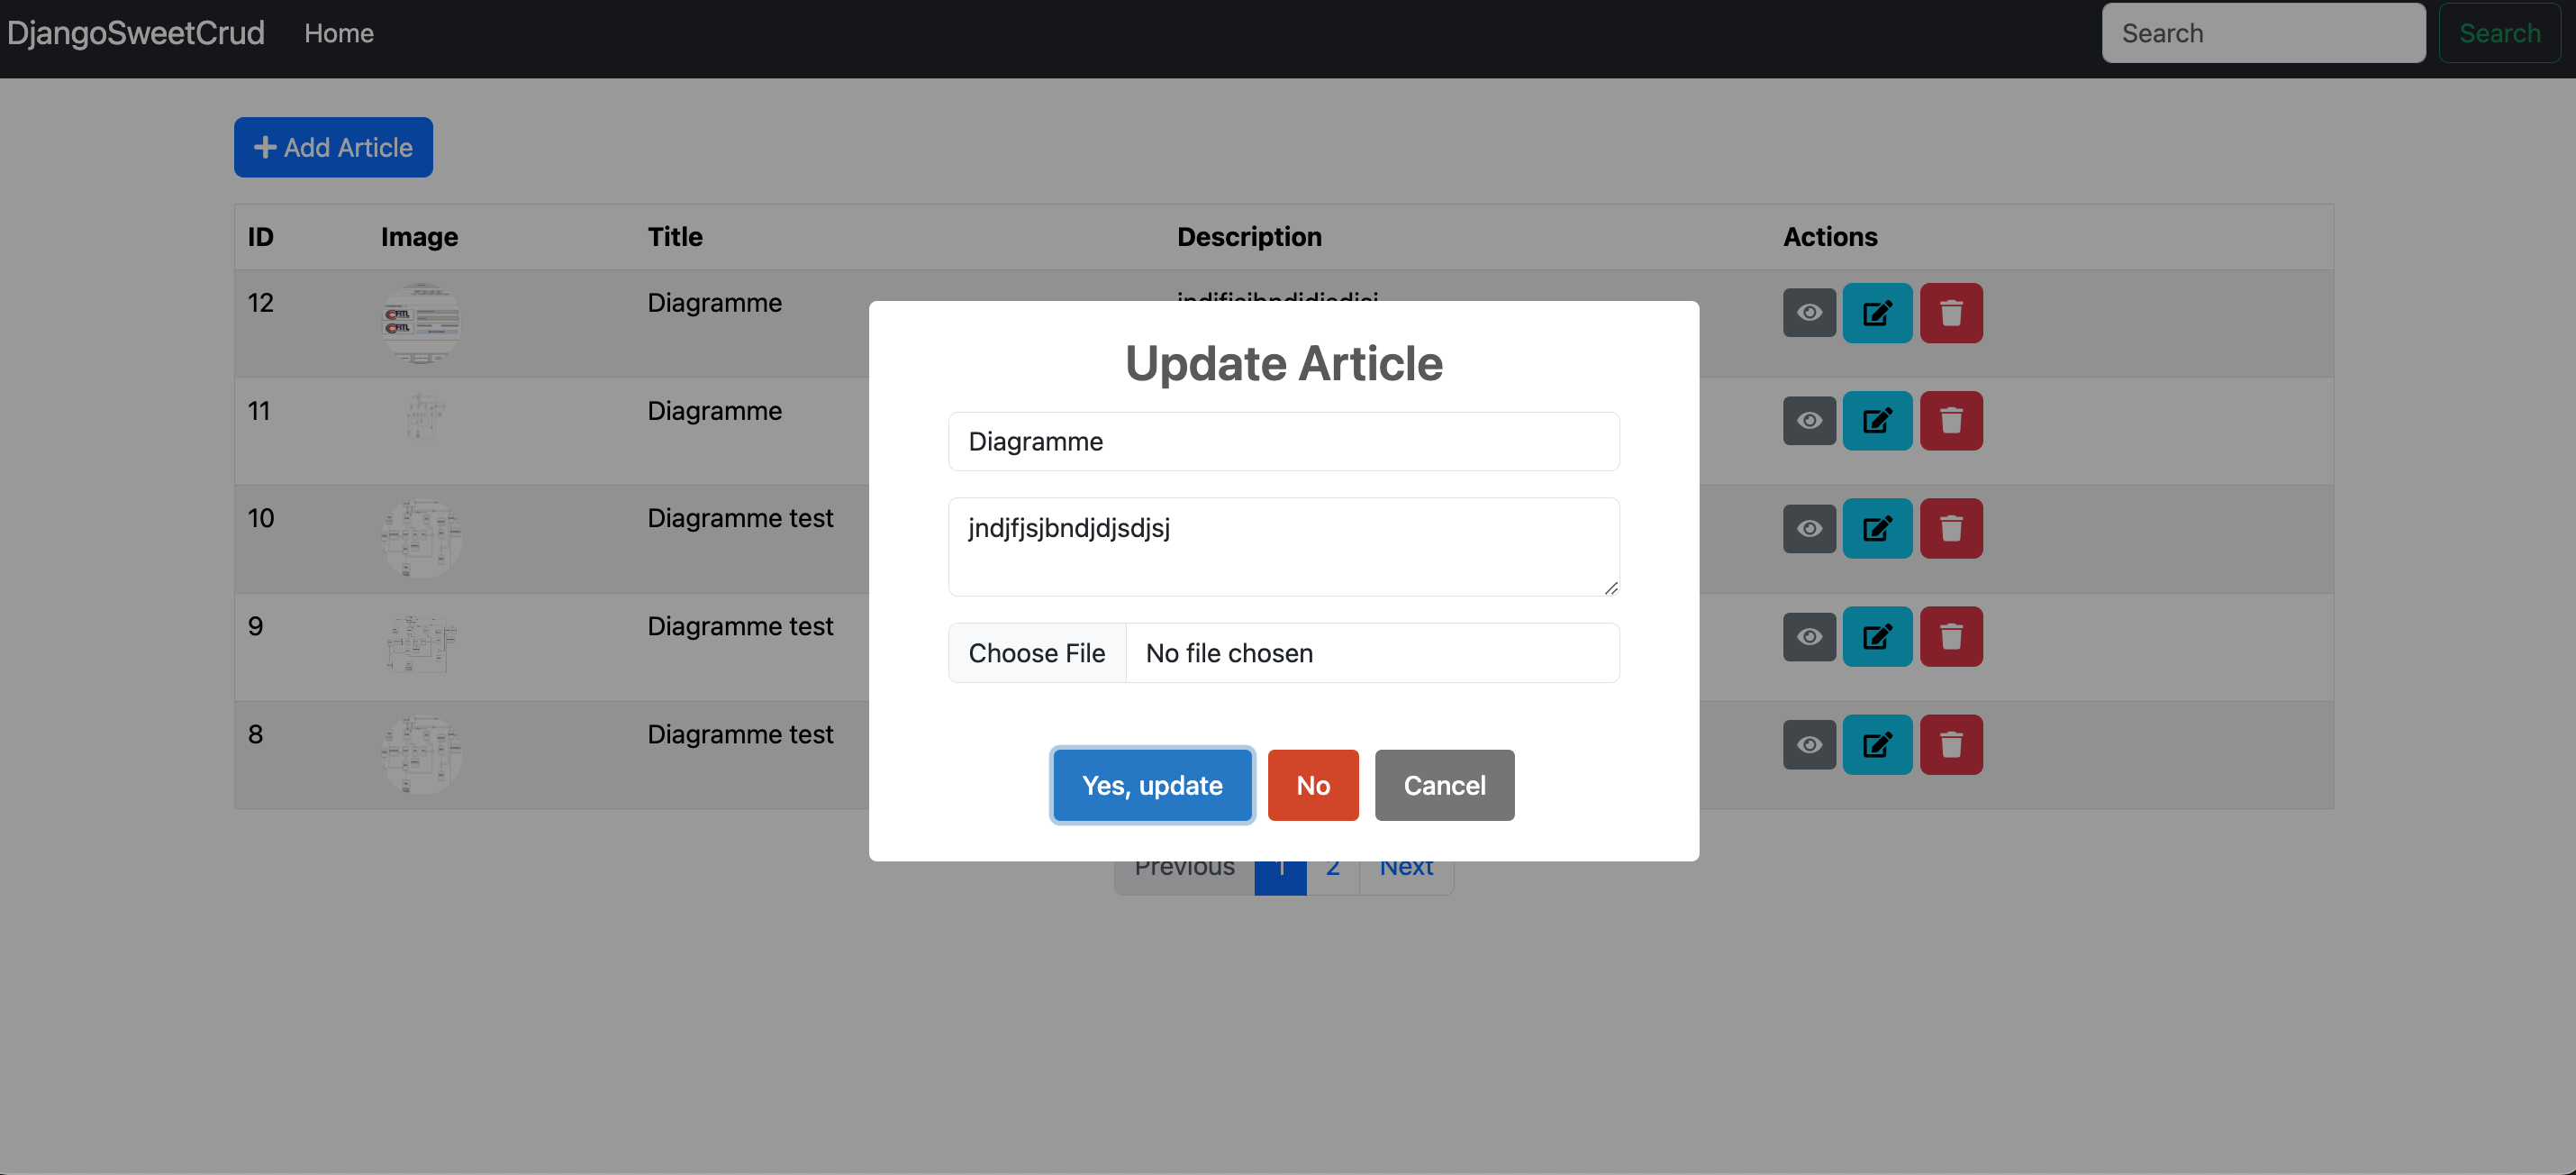 DjangoSweetCrud Home Search Search
Add Article
ID Image Title Description Actions
12 CFITL CFITL Diagramme
11 Diagramme
10 Diagramme test
9 Diagramme test
8 Diagramme test
Update Article
Diagramme
jndjfjsjbndjdjsdjsj
Choose File No file chosen
Yes, update No Cancel
Previous 1 2 Next